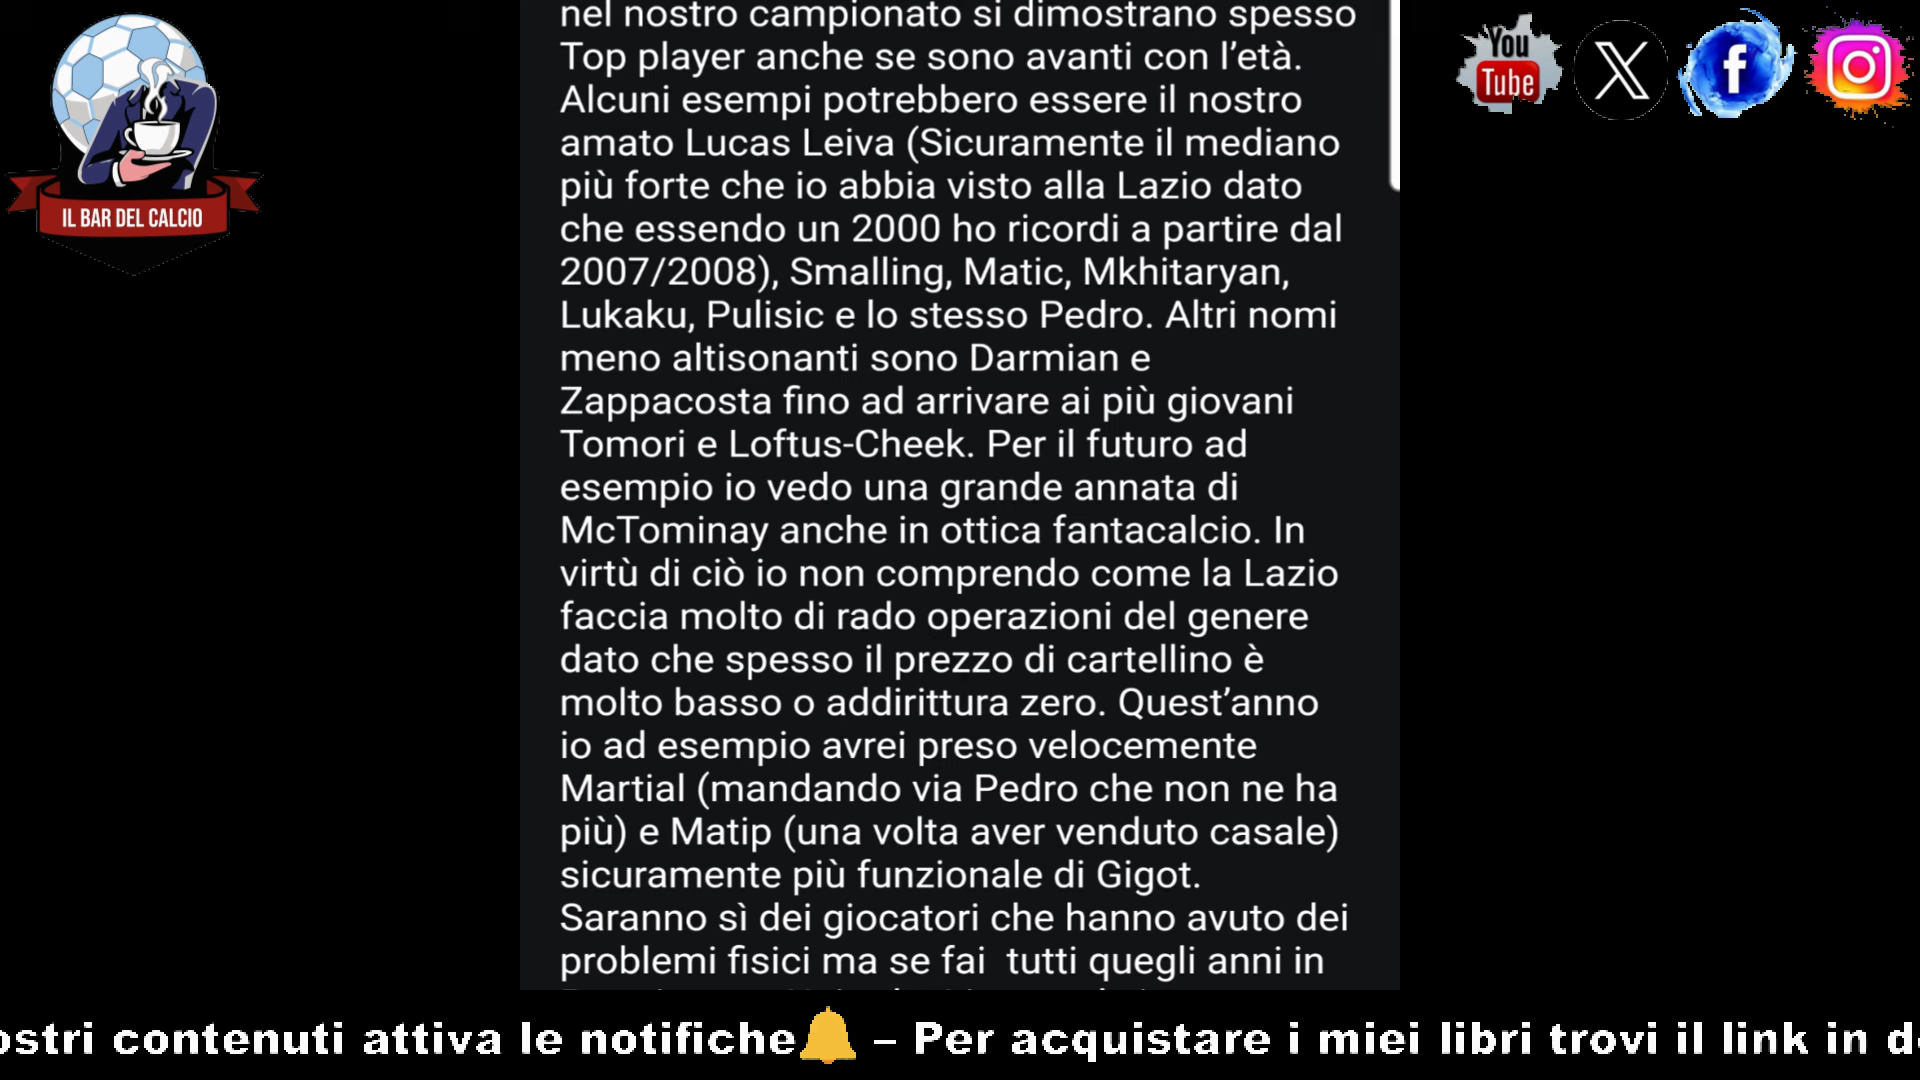 nel nostro campionato si dimostrano spesso
Top player anche se sono avanti con l’età.
Alcuni esempi potrebbero essere il nostro
amato Lucas Leiva (Sicuramente il mediano
più forte che io abbia visto alla Lazio dato
che essendo un 2000 ho ricordi a partire dal
2007/2008), Smalling, Matic, Mkhitaryan,
Lukaku, Pulisic e lo stesso Pedro. Altri nomi
meno altisonanti sono Darmian e
Zappacosta fino ad arrivare ai più giovani
Tomori e Loftus-Cheek. Per il futuro ad
esempio io vedo una grande annata di
McTominay anche in ottica fantacalcio. In
virtù di ciò io non comprendo come la Lazio
faccia molto di rado operazioni del genere
dato che spesso il prezzo di cartellino è
molto basso o addirittura zero. Quest’anno
io ad esempio avrei preso velocemente
Martial (mandando via Pedro che non ne ha
più) e Matip (una volta aver venduto casale)
sicuramente più funzionale di Gigot.
Saranno sì dei giocatori che hanno avuto dei
problemi fisici ma se fai tutti quegli anni in
IL BAR DEL CALCIO
You
Tube
ostri contenuti attiva le notifiche🔔 – Per acquistare i miei libri trovi il link in d